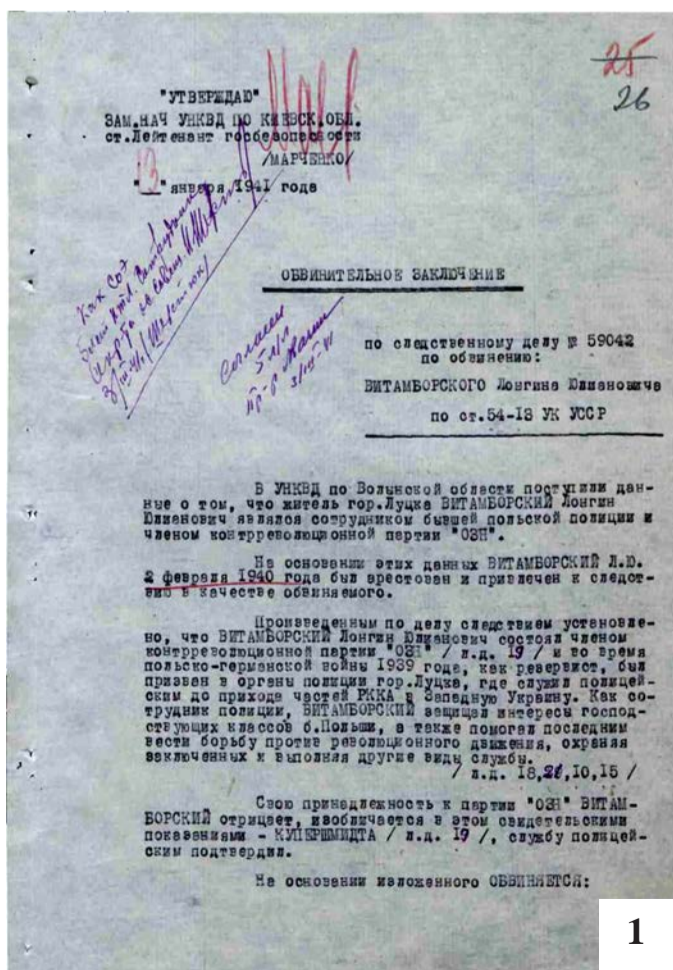 25
26
"УТВЕРЖДАЮ"
ЗАМ.НАЧ УНКВД ПО КИЕВСК.ОБЛ.
ст.Лейтенант госбезопасности
/МАРЧЕНКО/
"13" января 1941 года
Согласен
ОБВИНИТЕЛЬНОЕ ЗАКЛЮЧЕНИЕ
по следственному делу № 59042
по обвинению:
ВИТАМБОРСКОГО Лонгина Юлиановича
по ст.54-13 УК УССР
В УНКВД по Волынской области поступили дан-
ные о том, что житель гор.Луцка ВИТАМБОРСКИЙ Лонгин
Юлианович являлся сотрудником бывшей польской полиции и
членом контрреволюционной партии "ОЗН".
На основании этих данных ВИТАМБОРСКИЙ Л.Ю.
2 февраля 1940 года был арестован и привлечен к следст-
вию в качестве обвиняемого.
Произведенным по делу следствием установле-
но, что ВИТАМБОРСКИЙ Лонгин Юлианович состоял членом
контрреволюционной партии "ОЗН" / л.д. 19 / и во время
польско-германской войны 1939 года, как резервист, был
призван в органы полиции гор.Луцка, где служил полицей-
ским до прихода частей РККА в Западную Украину. Как со-
трудник полиции, ВИТАМБОРСКИЙ защищал интересы господ-
ствующих классов б.Польши, а также помогал последним
вести борьбу против революционного движения, охраняя
заключенных и выполняя другие виды службы.
/ л.д. 18,21,10,15 /
Свою принадлежность к партии "ОЗН" ВИТАМ-
БОРСКИЙ отрицает, изобличается в этом свидетельскими
показаниями - КУПЕРШМИДТА / л.д. 19 /, службу полицей-
ским подтвердил.
На основании изложенного ОБВИНЯЕТСЯ:
1